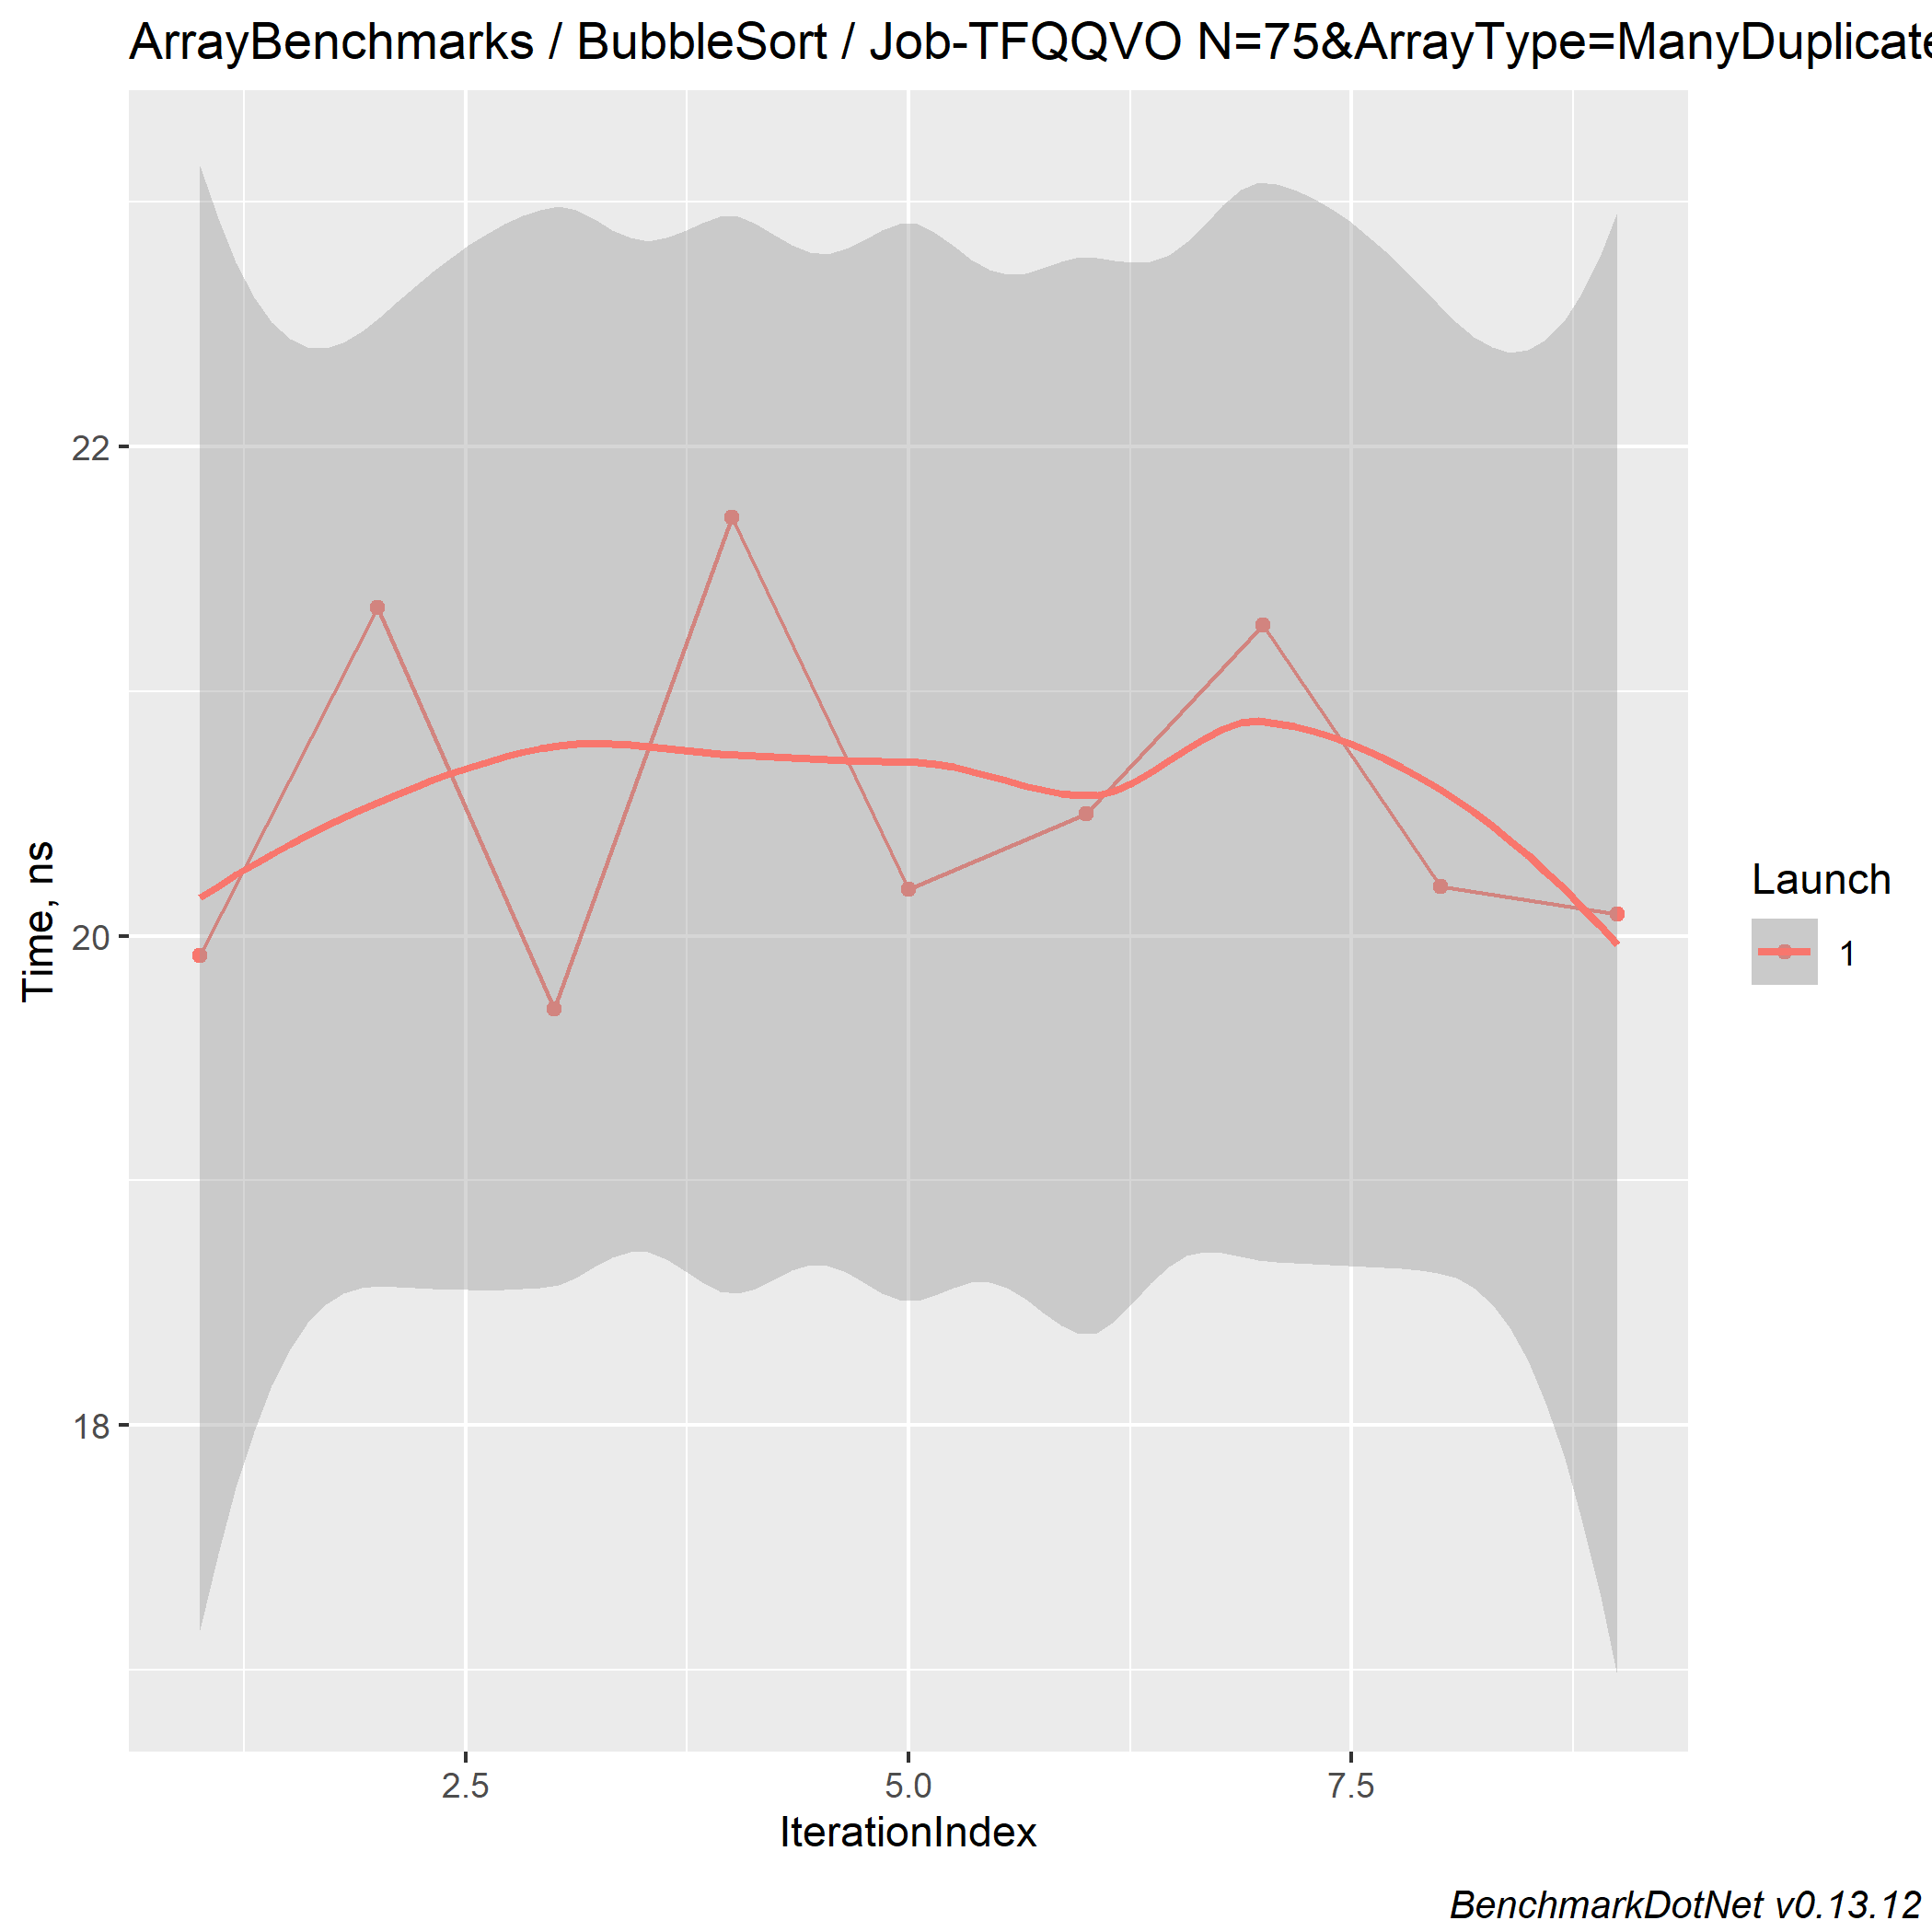 ArrayBenchmarks / BubbleSort / Job-TFQQVO N=75&ArrayType=ManyDuplicate
22
20
18
Time, ns
2.5 5.0 7.5
IterationIndex
Launch
1
BenchmarkDotNet v0.13.12